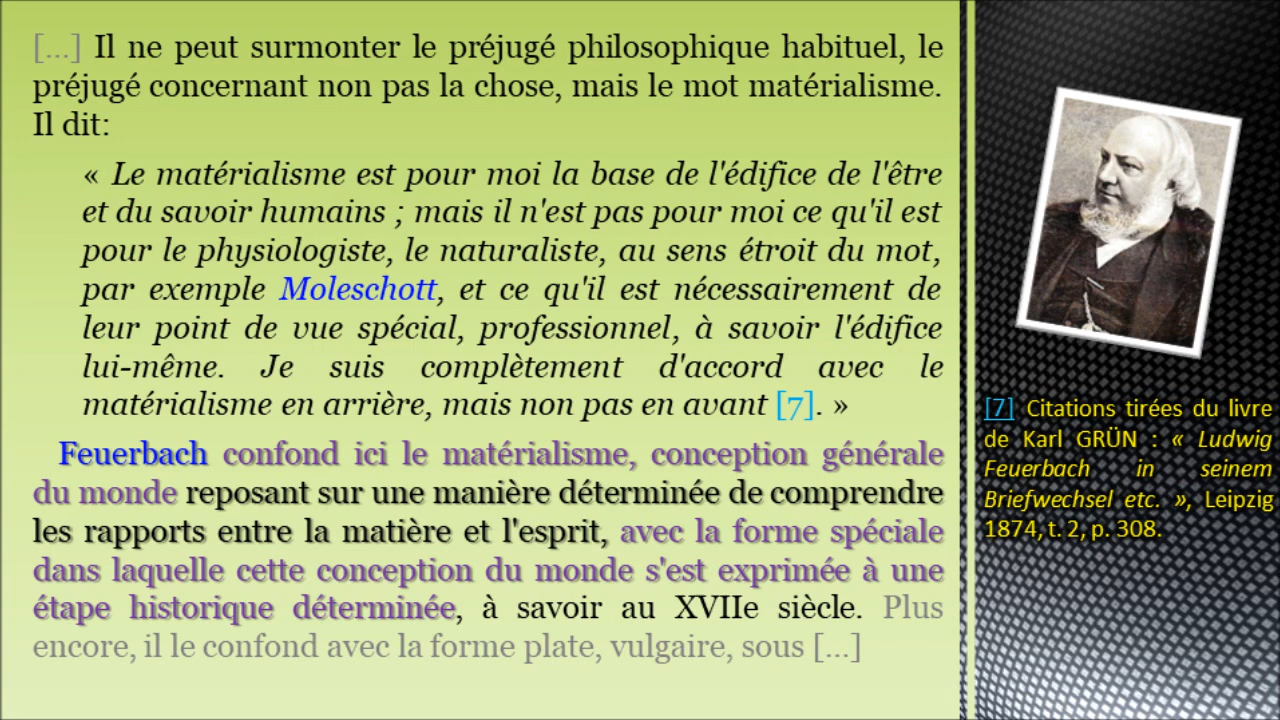 [...] Il ne peut surmonter le préjugé philosophique habituel, le
préjugé concernant non pas la chose, mais le mot matérialisme.
Il dit:
« Le matérialisme est pour moi la base de l'édifice de l'être
et du savoir humains ; mais il n'est pas pour moi ce qu'il est
pour le physiologiste, le naturaliste, au sens étroit du mot,
par exemple Moleschott, et ce qu'il est nécessairement de
leur point de vue spécial, professionnel, à savoir l'édifice
lui-même. Je suis complètement d'accord avec le
matérialisme en arrière, mais non pas en avant [7]. »
Feuerbach confond ici le matérialisme, conception générale
du monde reposant sur une manière déterminée de comprendre
les rapports entre la matière et l'esprit, avec la forme spéciale
dans laquelle cette conception du monde s'est exprimée à une
étape historique déterminée, à savoir au XVIIe siècle. Plus
encore, il le confond avec la forme plate, vulgaire, sous [...]
[7] Citations tirées du livre
de Karl GRÜN : « Ludwig
Feuerbach in seinem
Briefwechsel etc. », Leipzig
1874, t. 2, p. 308.